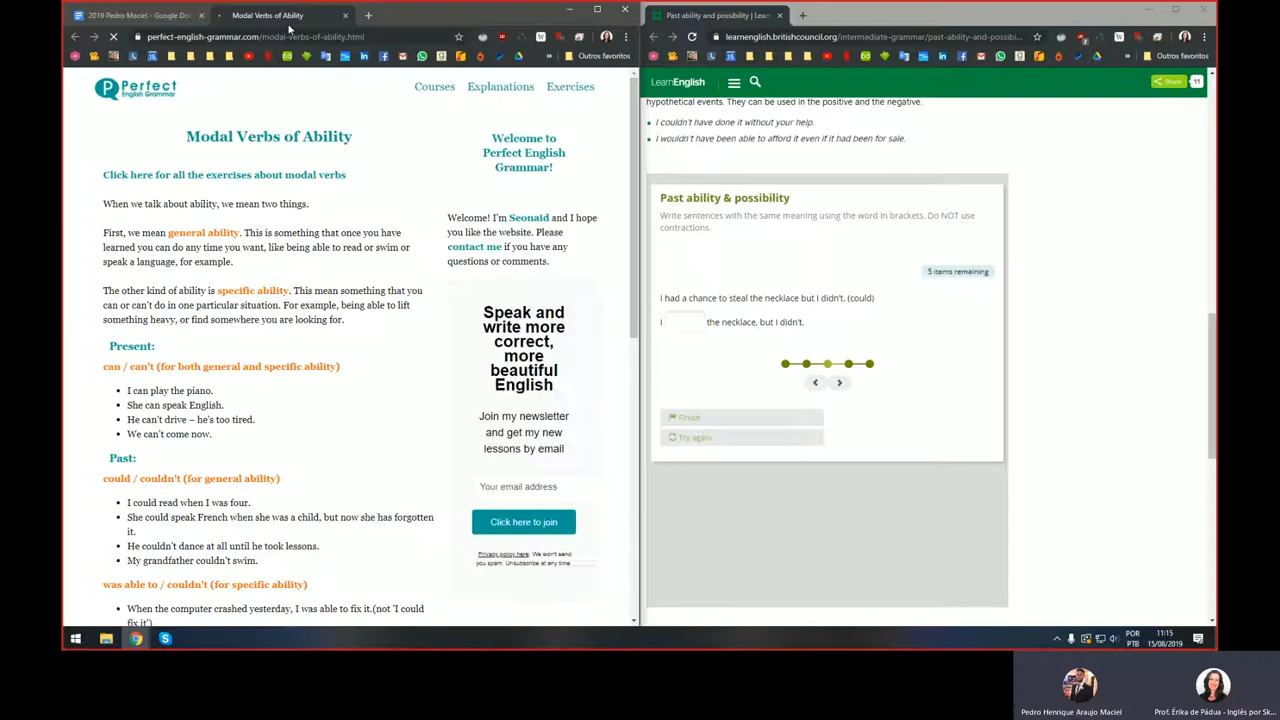 2019 Pedro Maciel - Google Doc
Modal Verbs of Ability
perfect-english-grammar.com/modal-verbs-of-ability.html
Outros favoritos
Perfect English Grammar
Courses Explanations Exercises
Modal Verbs of Ability
Click here for all the exercises about modal verbs
When we talk about ability, we mean two things.
First, we mean general ability. This is something that once you have
learned you can do any time you want, like being able to read or swim or
speak a language, for example.
The other kind of ability is specific ability. This mean something that you
can or can't do in one particular situation. For example, being able to lift
something heavy, or find somewhere you are looking for.
Present:
can / can't (for both general and specific ability)
I can play the piano.
She can speak English.
He can't drive – he's too tired.
We can't come now.
Past:
could / couldn't (for general ability)
I could read when I was four.
She could speak French when she was a child, but now she has forgotten
it.
He couldn't dance at all until he took lessons.
My grandfather couldn't swim.
was able to / couldn't (for specific ability)
When the computer crashed yesterday, I was able to fix it.(not 'I could
fix it')
Welcome to
Perfect English
Grammar!
Welcome! I'm Seonaid and I hope
you like the website. Please
contact me if you have any
questions or comments.
Speak and
write more
correct,
more
beautiful
English
Join my newsletter
and get my new
lessons by email
Your email address
Click here to join
Privacy policy here. We won't send
you spam. Unsubscribe at any time
Past ability and possibility | Learn
learnenglish.britishcouncil.org/intermediate-grammar/past-ability-and-possibi...
Outros favoritos
LearnEnglish
Share 11
hypothetical events. They can be used in the positive and the negative.
I couldn't have done it without your help.
I wouldn't have been able to afford it even if it had been for sale.
Past ability & possibility
Write sentences with the same meaning using the word in brackets. Do NOT use
contractions.
5 items remaining
I had a chance to steal the necklace but I didn't. (could)
I the necklace, but I didn't.
Finish
Try again
POR
PTB
11:15
15/08/2019
Pedro Henrique Araujo Maciel
Prof. Érika de Pádua - Inglês por Sk...